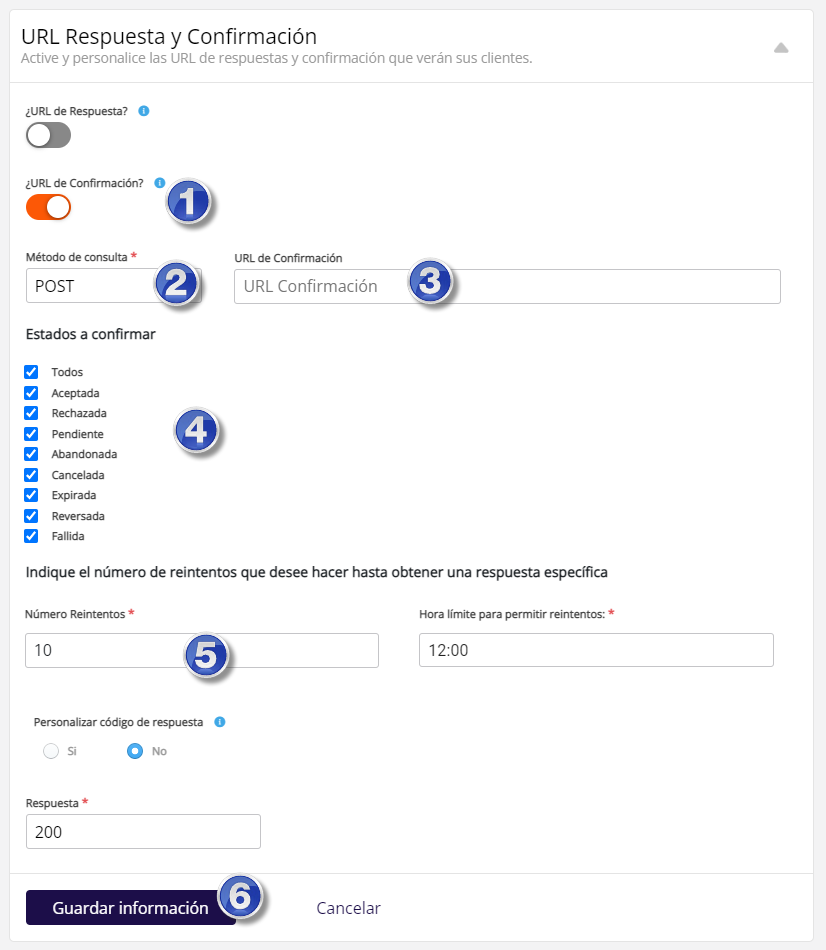 URL Respuesta y Confirmación
Active y personalice las URL de respuestas y confirmación que verán sus clientes.
¿URL de Respuesta? i
¿URL de Confirmación? i
1
Método de consulta * URL de Confirmación
POST 2 URL Confirmación 3
Estados a confirmar
Todos
Aceptada
Rechazada
Pendiente
4
Abandonada
Cancelada
Expirada
Reversada
Fallida
Indique el número de reintentos que desee hacer hasta obtener una respuesta específica
Número Reintentos * Hora límite para permitir reintentos: *
10 5 12:00
Personalizar código de respuesta i
Si No
Respuesta *
200
Guardar información 6 Cancelar